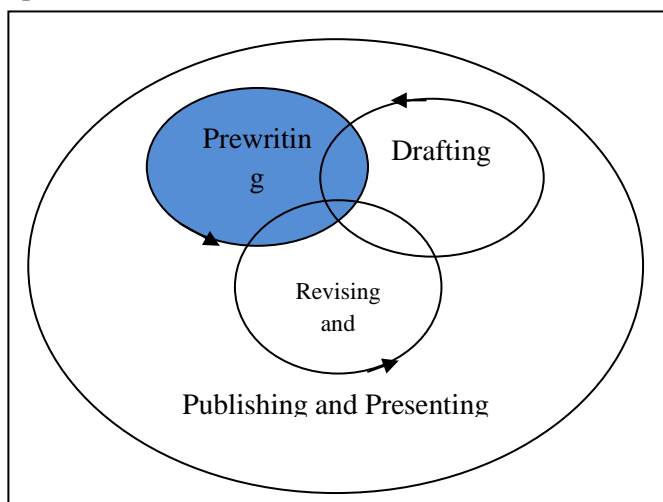 Prewritin
g
Drafting
Revising
and
Publishing and Presenting